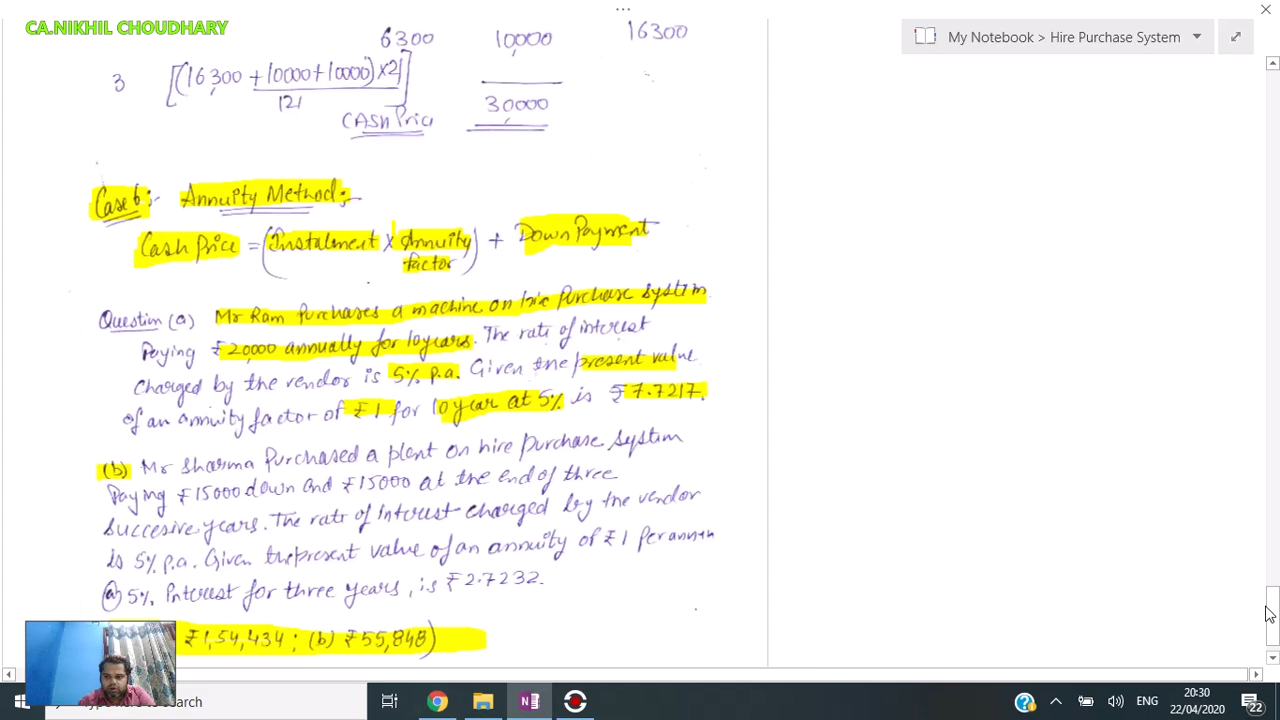 CA.NIKHIL CHOUDHARY
My Notebook > Hire Purchase System
6300 10000 16300
3 [(16300 + 10000 + 10000) × 21]
121
CASH Price 30000
Case 6:- Annuity Method:-
Cash Price = (Instalment × Annuity factor) + Down Payment
Question (a) Mr Ram Purchases a machine on hire Purchase system
Paying ₹20,000 annually for 10 years. The rate of interest
charged by the vendor is 5% p.a. Given the present value
of an annuity factor of ₹1 for 10 year at 5% is ₹7.7217.
(b) Mr Sharma Purchased a plant on hire purchase system
Paying ₹15000 down and ₹15000 at the end of three
succesive years. The rate of interest charged by the vendor
is 5% p.a. Given the present value of an annuity of ₹1 Per annum
@ 5% interest for three years, is ₹2.7232.
₹1,54,434 ; (b) ₹55,848)
search
ENG
20:30
22/04/2020
22